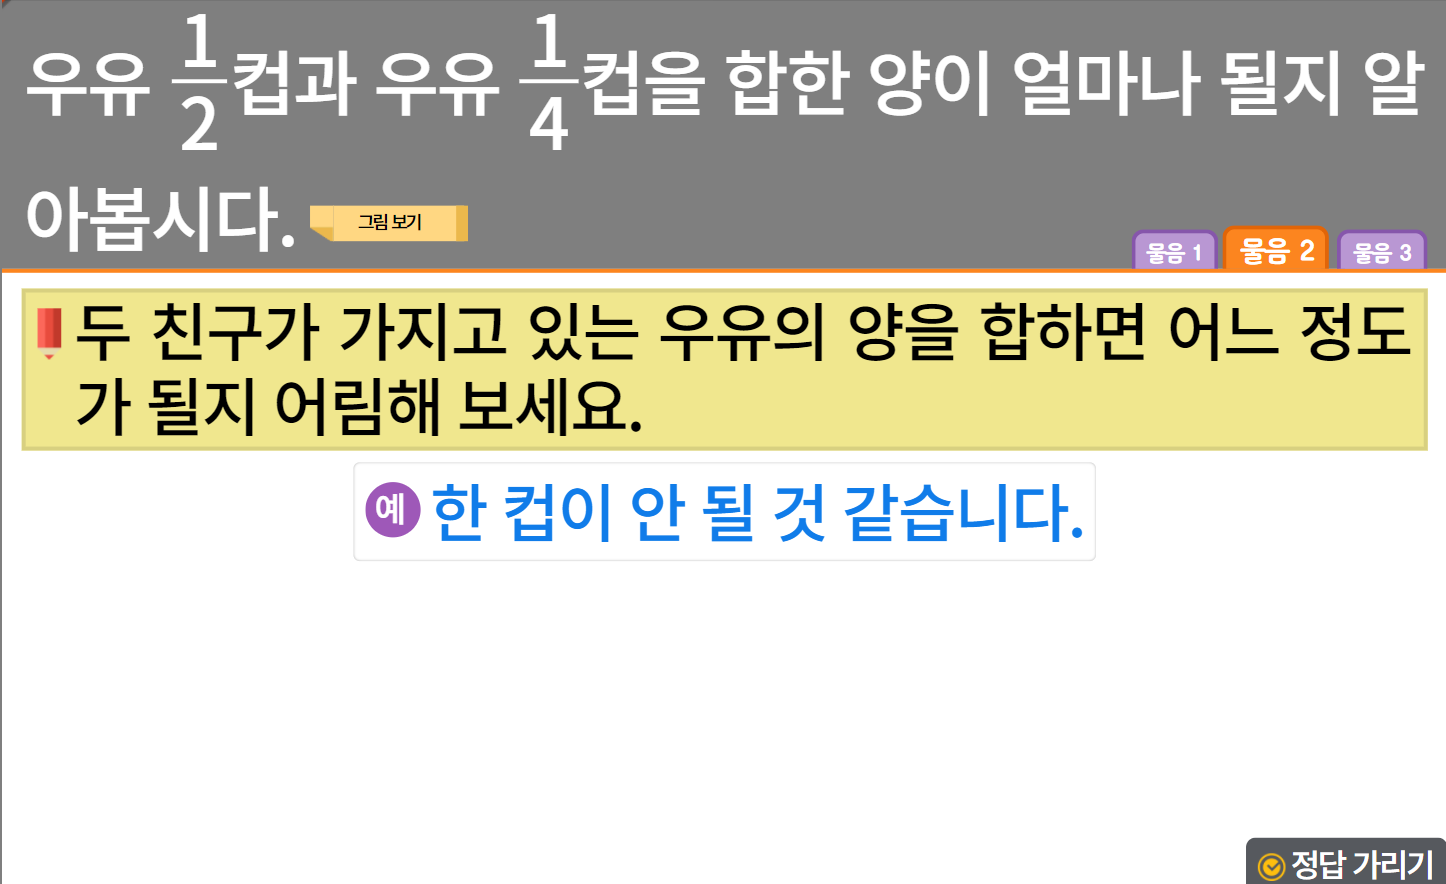 우유 1/2컵과 우유 1/4컵을 합한 양이 얼마나 될지 알
아봅시다. 그림 보기
물음 1 물음 2 물음 3
두 친구가 가지고 있는 우유의 양을 합하면 어느 정도
가 될지 어림해 보세요.
예 한 컵이 안 될 것 같습니다.
정답 가리기